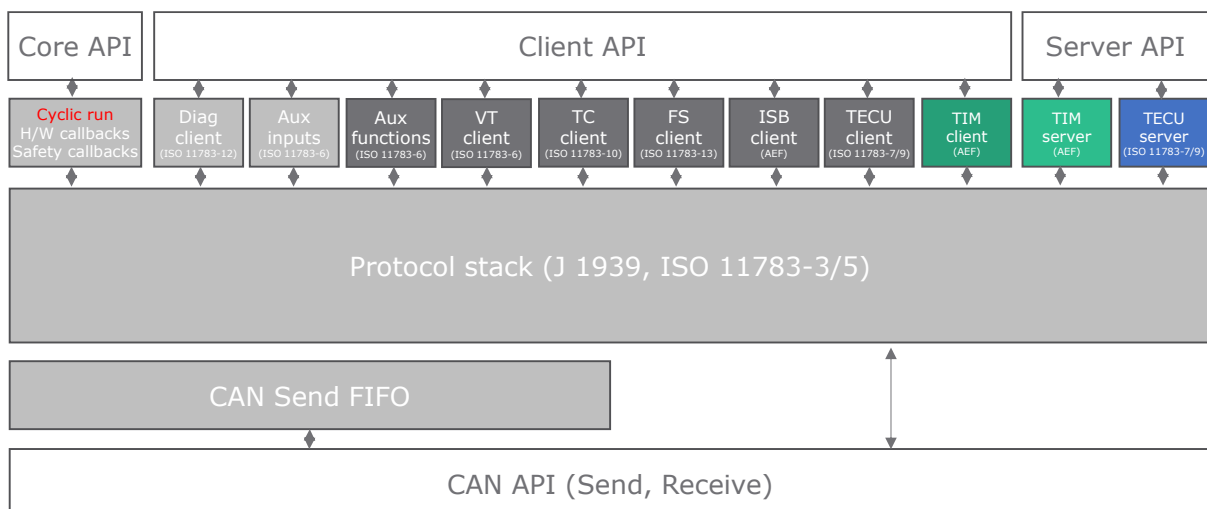 Core API
Client API
Server API
Cyclic run
H/W callbacks
Safety callbacks
Diag
client
(ISO 11783-12)
Aux
inputs
(ISO 11783-6)
Aux
functions
(ISO 11783-6)
VT
client
(ISO 11783-6)
TC
client
(ISO 11783-10)
FS
client
(ISO 11783-13)
ISB
client
(AEF)
TECU
client
(ISO 11783-7/9)
TIM
client
(AEF)
TIM
server
(AEF)
TECU
server
(ISO 11783-7/9)
Protocol stack (J 1939, ISO 11783-3/5)
CAN Send FIFO
CAN API (Send, Receive)